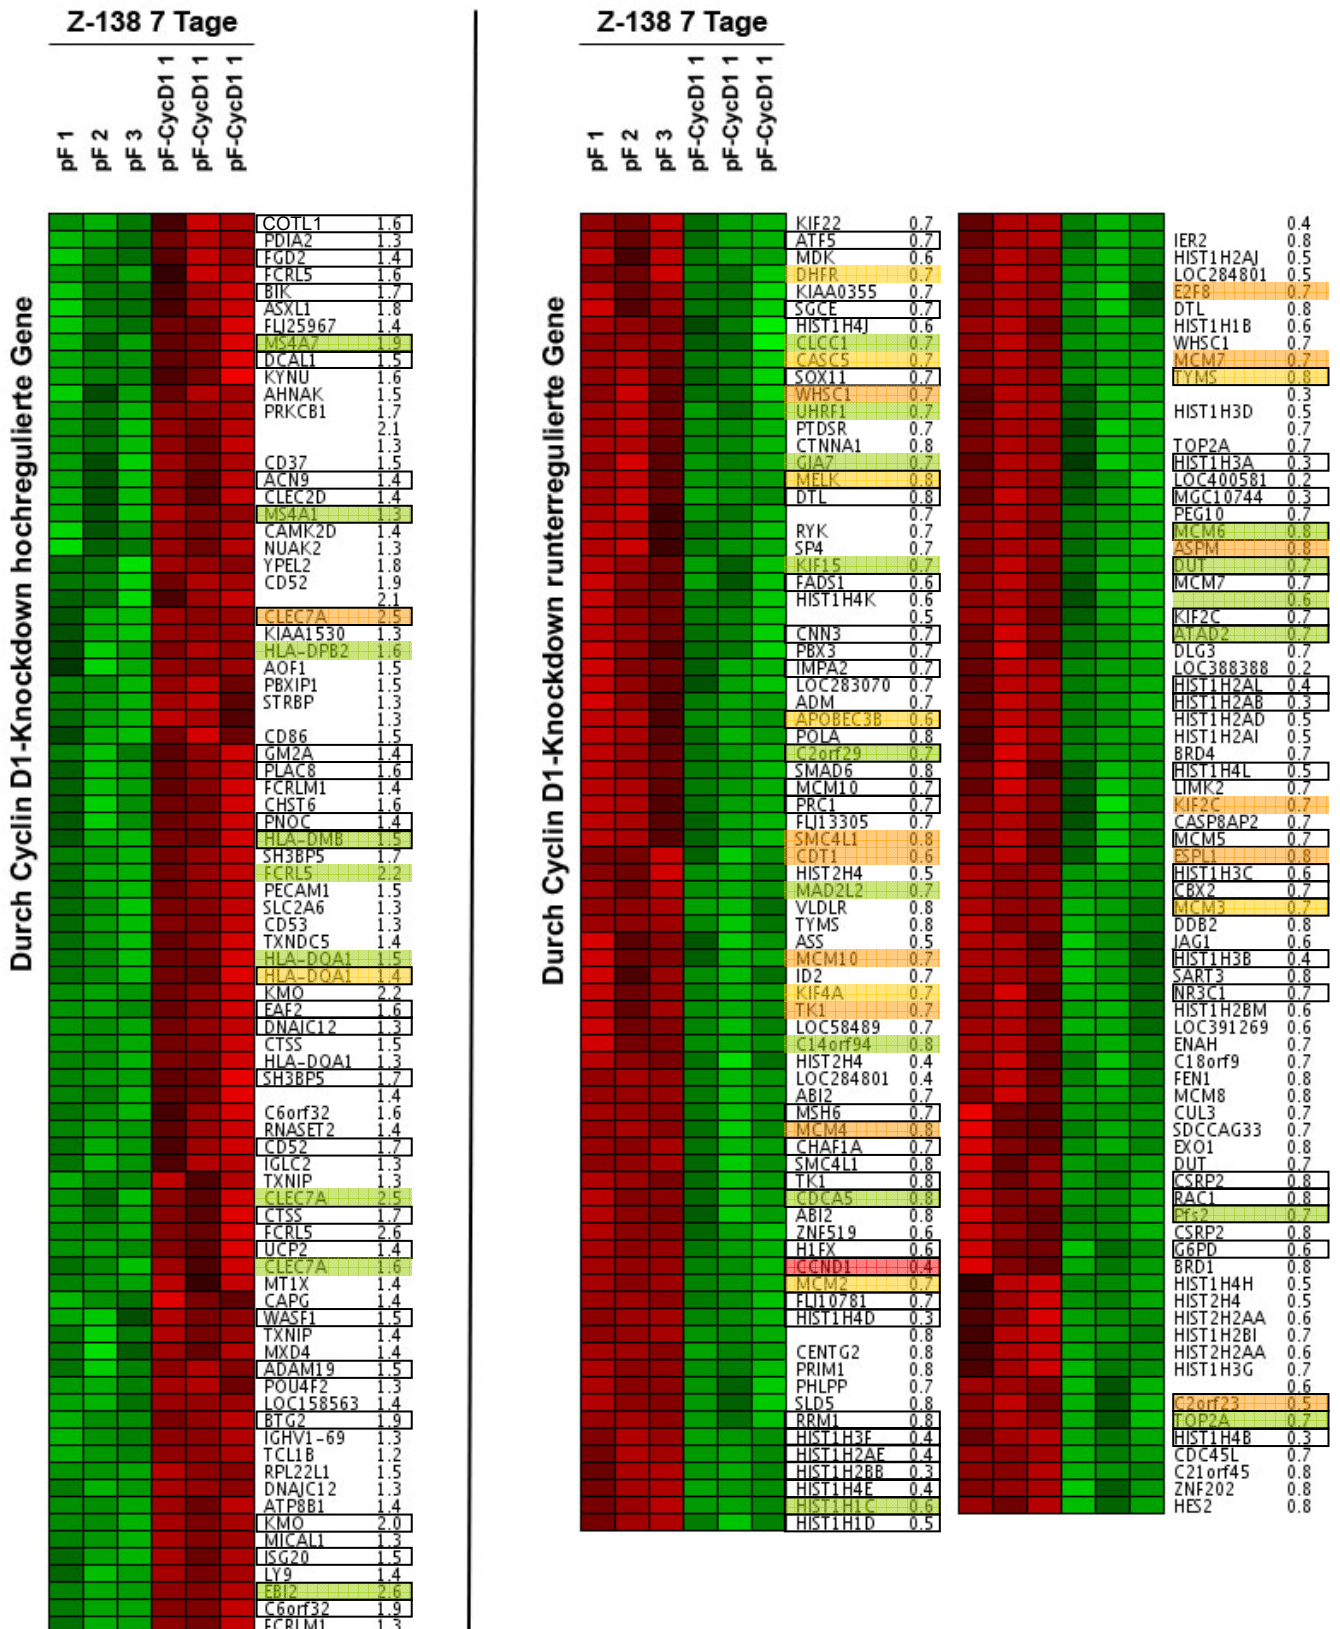 Z-138 7 Tage
pF 1
pF 2
pF 3
pF-CycD1 1
pF-CycD1 1
pF-CycD1 1
Durch Cyclin D1-Knockdown hochregulierte Gene
COTL1 1.6
PDIA2 1.3
FGD2 1.4
FCRL5 1.6
BIK 1.7
ASXL1 1.8
FLJ25967 1.4
MS4A7 1.9
DCAL1 1.5
KYNU 1.6
AHNAK 1.5
PRKCB1 1.7
2.1
1.3
CD37 1.5
ACN9 1.4
CLEC2D 1.4
MS4A1 1.3
CAMK2D 1.4
NUAK2 1.3
YPEL2 1.8
CD52 1.9
2.1
CLEC7A 2.5
KIAA1530 1.3
HLA-DPB2 1.6
AOF1 1.5
PBXIP1 1.5
STRBP 1.3
1.3
CD86 1.5
GM2A 1.4
PLAC8 1.6
FCRLM1 1.4
CHST6 1.6
PNOC 1.4
HLA-DMB 1.5
SH3BP5 1.7
FCRL5 2.2
PECAM1 1.5
SLC2A6 1.3
CD53 1.3
TXNDC5 1.4
HLA-DQA1 1.5
HLA-DQA1 1.4
KMO 2.2
EAF2 1.6
DNAJC12 1.3
CTSS 1.5
HLA-DQA1 1.3
SH3BP5 1.7
1.4
C6orf32 1.6
RNASET2 1.4
CD52 1.7
IGLC2 1.3
TXNIP 1.3
CLEC7A 2.5
CTSS 1.7
FCRL5 2.6
UCP2 1.4
CLEC7A 1.6
MT1X 1.4
CAPG 1.4
WASF1 1.5
TXNIP 1.4
MXD4 1.4
ADAM19 1.5
POU4F2 1.3
LOC158563 1.4
BTG2 1.9
IGHV1-69 1.3
TCL1B 1.2
RPL22L1 1.5
DNAJC12 1.3
ATP8B1 1.4
KMO 2.0
MICAL1 1.3
ISG20 1.5
LY9 1.4
EBI2 2.6
C6orf32 1.9
FCRLM1 1.3
Z-138 7 Tage
pF 1
pF 2
pF 3
pF-CycD1 1
pF-CycD1 1
pF-CycD1 1
Durch Cyclin D1-Knockdown runterregulierte Gene
KIF22 0.7
ATF5 0.7
MDK 0.6
DHFR 0.7
KIAA0355 0.7
SGCE 0.7
HIST1H4J 0.6
CLCC1 0.7
CASC5 0.7
SOX11 0.7
WHSC1 0.7
UHRF1 0.7
PTDSR 0.7
CTNNA1 0.8
GJA7 0.7
MELK 0.8
DTL 0.8
0.7
RYK 0.7
SP4 0.7
KIF15 0.7
FADS1 0.6
HIST1H4K 0.6
0.5
CNN3 0.7
PBX3 0.7
IMPA2 0.7
LOC283070 0.7
ADM 0.7
APOBEC3B 0.6
POLA 0.8
C2orf29 0.7
SMAD6 0.8
MCM10 0.7
PRC1 0.7
FLJ13305 0.7
SMC4L1 0.8
CDT1 0.6
HIST2H4 0.5
MAD2L2 0.7
VLDLR 0.8
TYMS 0.8
ASS 0.5
MCM10 0.7
ID2 0.7
KIF4A 0.7
TK1 0.7
LOC58489 0.7
C14orf94 0.8
HIST2H4 0.4
LOC284801 0.4
ABI2 0.7
MSH6 0.7
MCM4 0.8
CHAF1A 0.7
SMC4L1 0.8
TK1 0.8
CDCA5 0.8
ABI2 0.8
ZNF519 0.6
H1FX 0.6
CCND1 0.4
MCM2 0.7
FLJ10781 0.7
HIST1H4D 0.3
0.8
CENTG2 0.8
PRIM1 0.8
PHLPP 0.7
SLD5 0.8
RRM1 0.8
HIST1H3F 0.4
HIST1H2AE 0.4
HIST1H2BB 0.3
HIST1H4E 0.4
HIST1H1C 0.6
HIST1H1D 0.5
0.4
IER2 0.8
HIST1H2AJ 0.5
LOC284801 0.5
E2F8 0.7
DTL 0.8
HIST1H1B 0.6
WHSC1 0.7
MCM7 0.7
TYMS 0.8
0.3
HIST1H3D 0.5
0.7
TOP2A 0.7
HIST1H3A 0.3
LOC400581 0.2
MGC10744 0.3
PEG10 0.7
MCM6 0.8
ASPM 0.8
DUT 0.7
MCM7 0.7
0.6
KIF2C 0.7
ATAD2 0.7
DLG3 0.7
LOC388388 0.2
HIST1H2AL 0.4
HIST1H2AB 0.3
HIST1H2AD 0.5
HIST1H2AI 0.5
BRD4 0.7
HIST1H4L 0.5
LIMK2 0.7
KIF2C 0.7
CASP8AP2 0.7
MCM5 0.7
ESPL1 0.8
HIST1H3C 0.6
CBX2 0.7
MCM3 0.7
DDB2 0.8
JAG1 0.6
HIST1H3B 0.4
SART3 0.8
NR3C1 0.7
HIST1H2BM 0.6
LOC391269 0.6
ENAH 0.7
C18orf9 0.7
FEN1 0.8
MCM8 0.8
CUL3 0.7
SDCCAG33 0.7
EXO1 0.8
DUT 0.7
CSRP2 0.8
RAC1 0.8
Pfs2 0.7
CSRP2 0.8
G6PD 0.6
BRD1 0.8
HIST1H4H 0.5
HIST2H4 0.5
HIST2H2AA 0.6
HIST1H2BI 0.7
HIST2H2AA 0.6
HIST1H3G 0.7
0.6
C2orf23 0.5
TOP2A 0.7
HIST1H4B 0.3
CDC45L 0.7
C21orf45 0.8
ZNF202 0.8
HES2 0.8